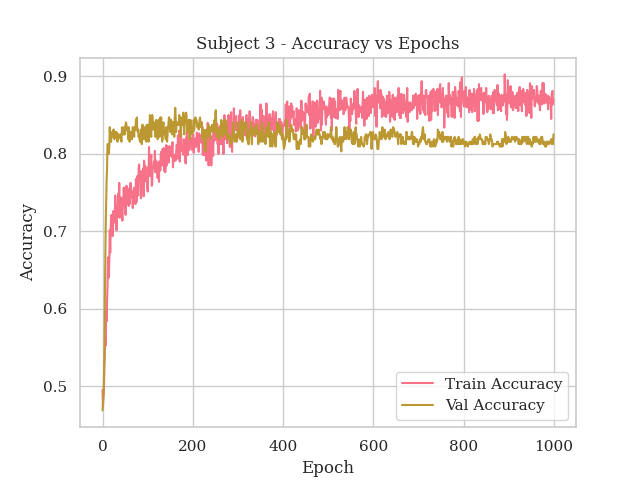 Subject 3 - Accuracy vs Epochs
0.9
0.8
0.7
0.6
0.5
Accuracy
Train Accuracy
Val Accuracy
0 200 400 600 800 1000
Epoch